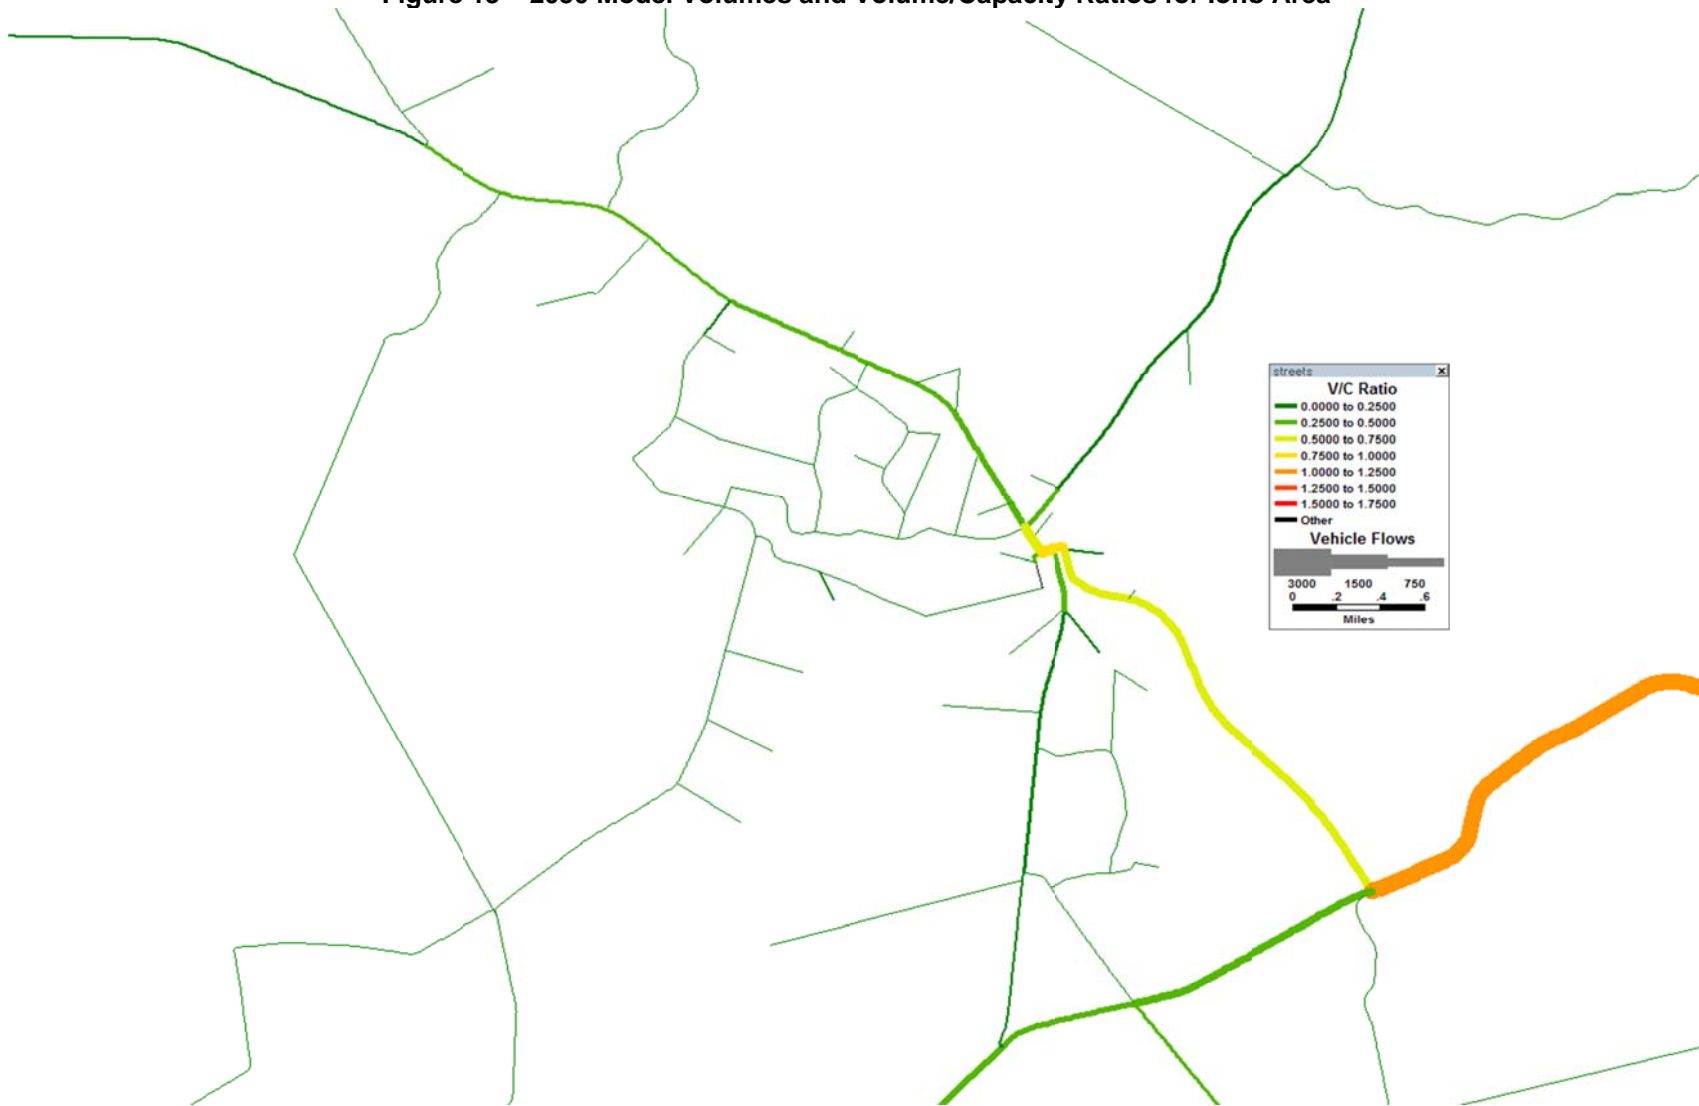 streets
V/C Ratio
0.0000 to 0.2500
0.2500 to 0.5000
0.5000 to 0.7500
0.7500 to 1.0000
1.0000 to 1.2500
1.2500 to 1.5000
1.5000 to 1.7500
Other
Vehicle Flows
3000 1500 750
0 .2 .4 .6
Miles